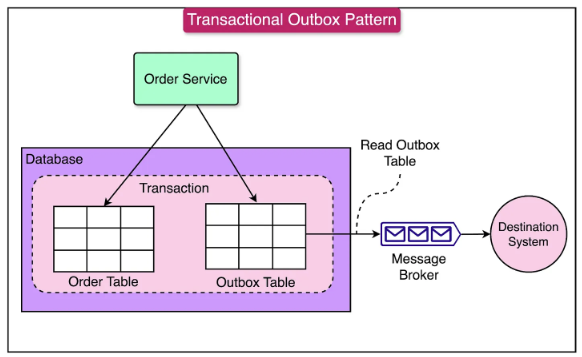 Transactional Outbox Pattern
Order Service
Database
Transaction
Read Outbox
Table
Order Table
Outbox Table
Message
Broker
Destination
System